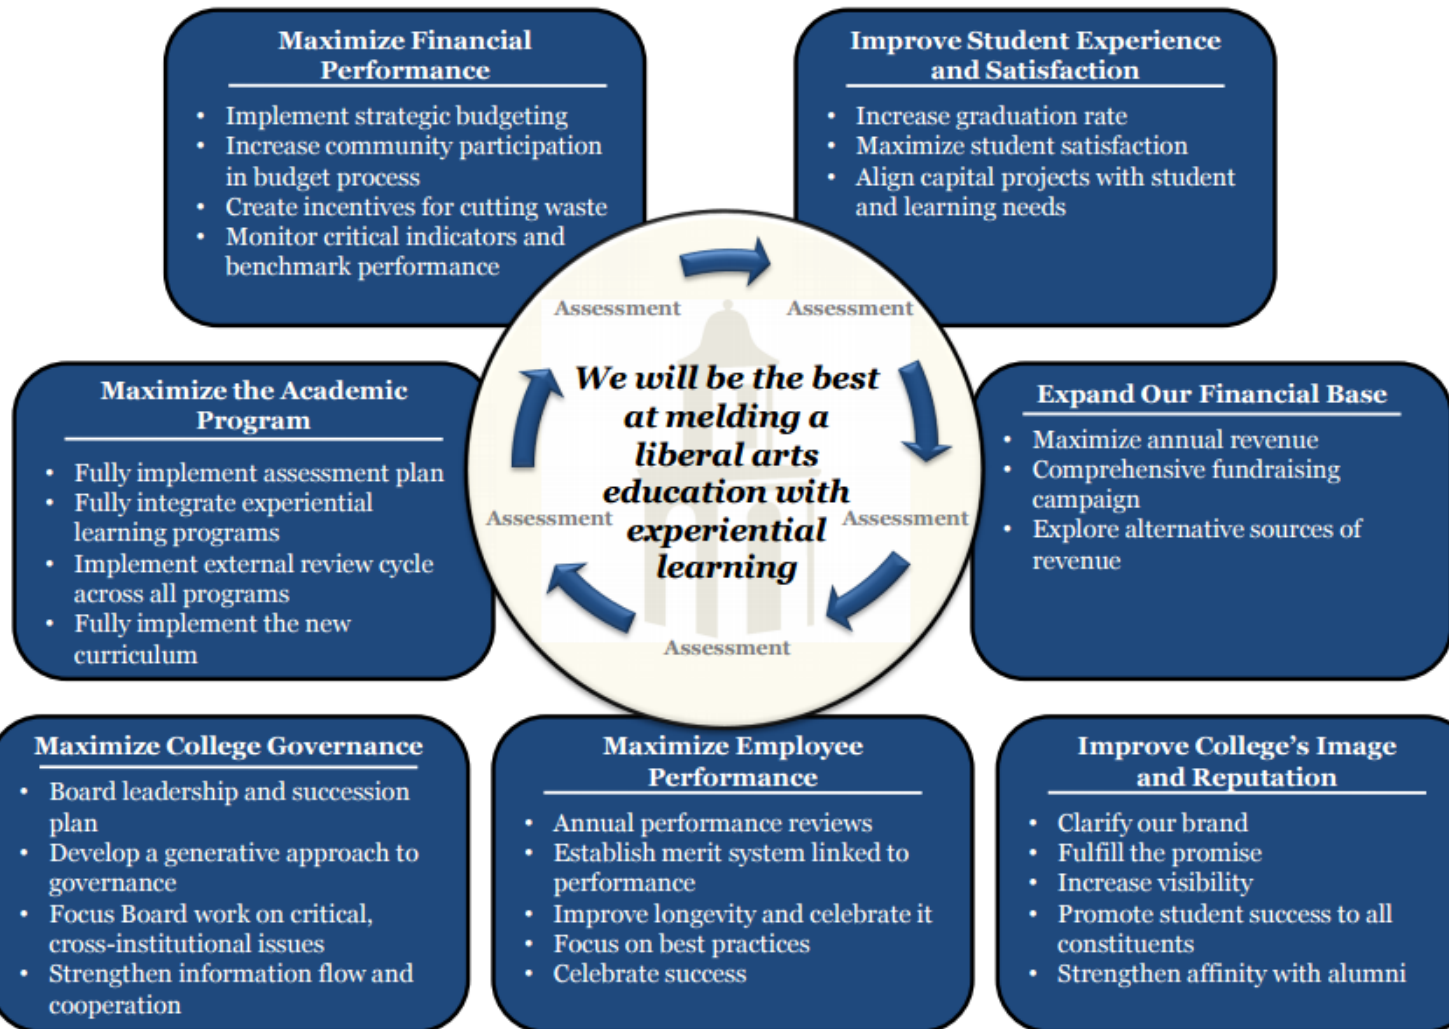 Maximize Financial
Performance
• Implement strategic budgeting
• Increase community participation
in budget process
• Create incentives for cutting waste
• Monitor critical indicators and
benchmark performance
Improve Student Experience
and Satisfaction
• Increase graduation rate
• Maximize student satisfaction
• Align capital projects with student
and learning needs
Maximize the Academic
Program
• Fully implement assessment plan
• Fully integrate experiential
learning programs
• Implement external review cycle
across all programs
• Fully implement the new
curriculum
Assessment
Assessment
We will be the best
at melding a
liberal arts
education with
Assessment
Assessment
experiential
learning
Assessment
Expand Our Financial Base
• Maximize annual revenue
• Comprehensive fundraising
campaign
• Explore alternative sources of
revenue
Maximize College Governance
• Board leadership and succession
plan
• Develop a generative approach to
governance
• Focus Board work on critical,
cross-institutional issues
• Strengthen information flow and
cooperation
Maximize Employee
Performance
• Annual performance reviews
• Establish merit system linked to
performance
• Improve longevity and celebrate it
• Focus on best practices
• Celebrate success
Improve College's Image
and Reputation
• Clarify our brand
• Fulfill the promise
• Increase visibility
• Promote student success to all
constituents
• Strengthen affinity with alumni